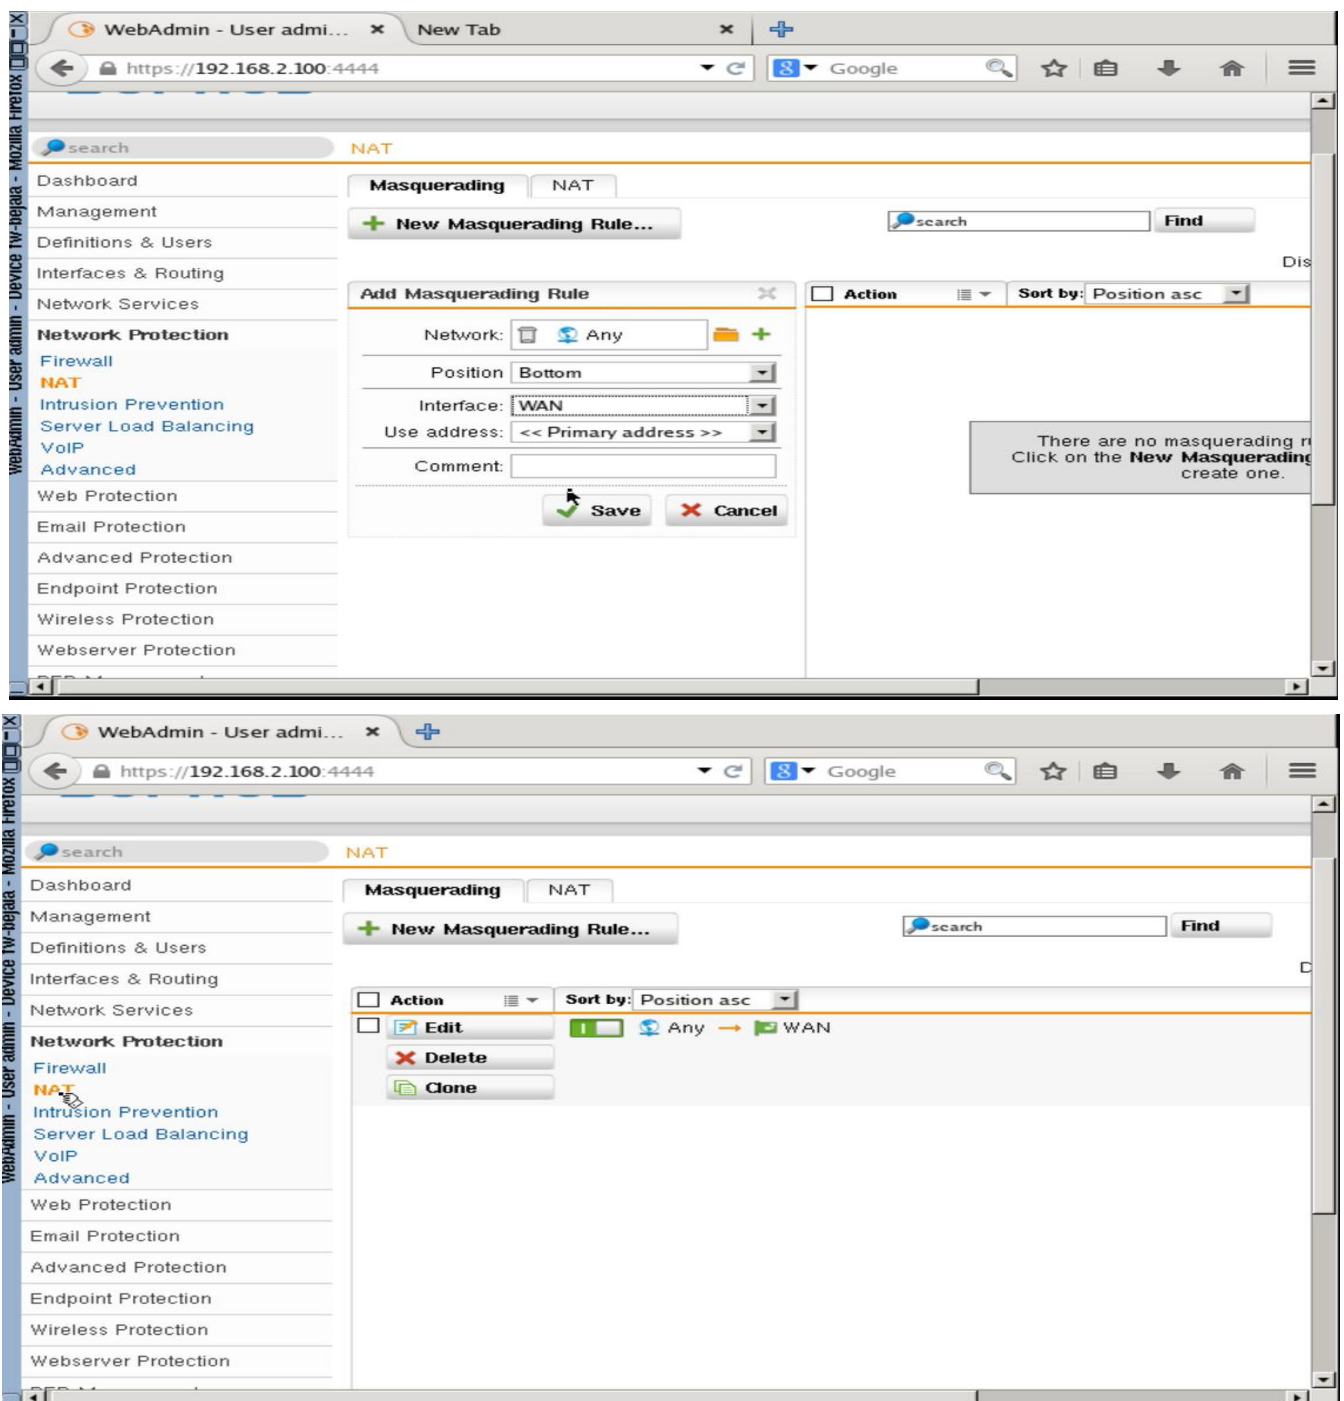 WebAdmin - User admin - Device fw-bejaia - Mozilla Firefox
WebAdmin - User admi...
New Tab
https://192.168.2.100:4444
Google
search
NAT
Dashboard
Management
Definitions & Users
Interfaces & Routing
Network Services
Network Protection
Firewall
NAT
Intrusion Prevention
Server Load Balancing
VoIP
Advanced
Web Protection
Email Protection
Advanced Protection
Endpoint Protection
Wireless Protection
Webserver Protection
Masquerading
NAT
New Masquerading Rule...
search
Find
Dis
Add Masquerading Rule
Network: Any
Position Bottom
Interface: WAN
Use address: << Primary address >>
Comment:
Save Cancel
Action
Sort by: Position asc
There are no masquerading r
Click on the New Masquerading
create one.
WebAdmin - User admin - Device fw-bejaia - Mozilla Firefox
WebAdmin - User admi...
https://192.168.2.100:4444
Google
search
NAT
Dashboard
Management
Definitions & Users
Interfaces & Routing
Network Services
Network Protection
Firewall
NAT
Intrusion Prevention
Server Load Balancing
VoIP
Advanced
Web Protection
Email Protection
Advanced Protection
Endpoint Protection
Wireless Protection
Webserver Protection
Masquerading
NAT
New Masquerading Rule...
search
Find
D
Action
Sort by: Position asc
Edit
Any → WAN
Delete
Clone